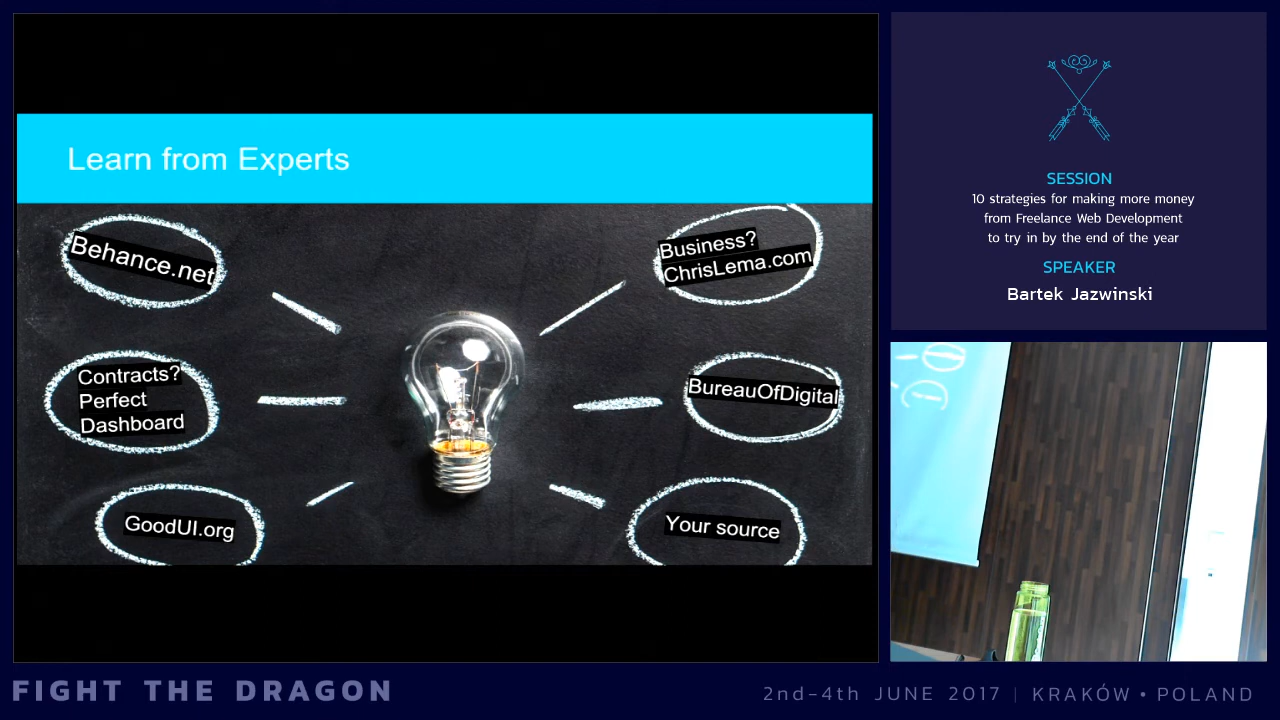 Learn from Experts
Behance.net
Business?
ChrisLema.com
Contracts?
Perfect
Dashboard
BureauOfDigital
GoodUI.org
Your source
SESSION
10 strategies for making more money
from Freelance Web Development
to try in by the end of the year
SPEAKER
Bartek Jazwinski
FIGHT THE DRAGON
2nd-4th JUNE 2017 | KRAKÓW • POLAND